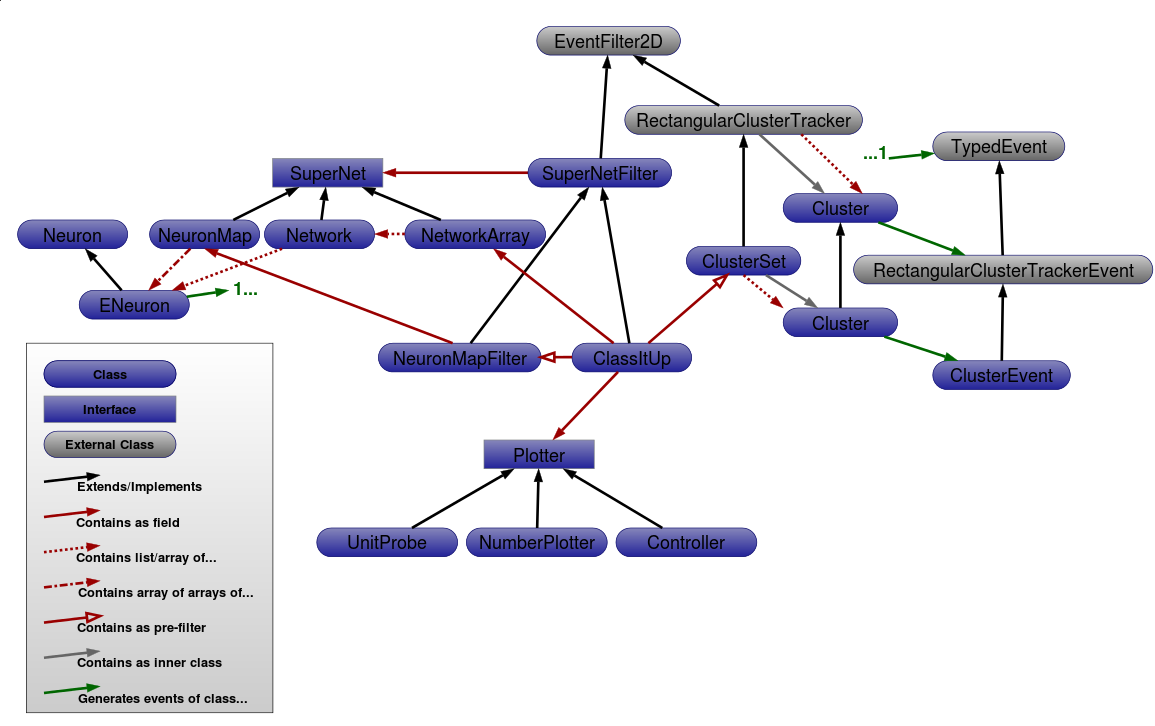 EventFilter2D
RectangularClusterTracker
...1
TypedEvent
SuperNet
SuperNetFilter
Cluster
Neuron
NeuronMap
Network
NetworkArray
ClusterSet
RectangularClusterTrackerEvent
ENeuron
1...
Cluster
NeuronMapFilter
ClassItUp
ClusterEvent
Plotter
UnitProbe
NumberPlotter
Controller
Class
Interface
External Class
Extends/Implements
Contains as field
Contains list/array of...
Contains array of arrays of...
Contains as pre-filter
Contains as inner class
Generates events of class...